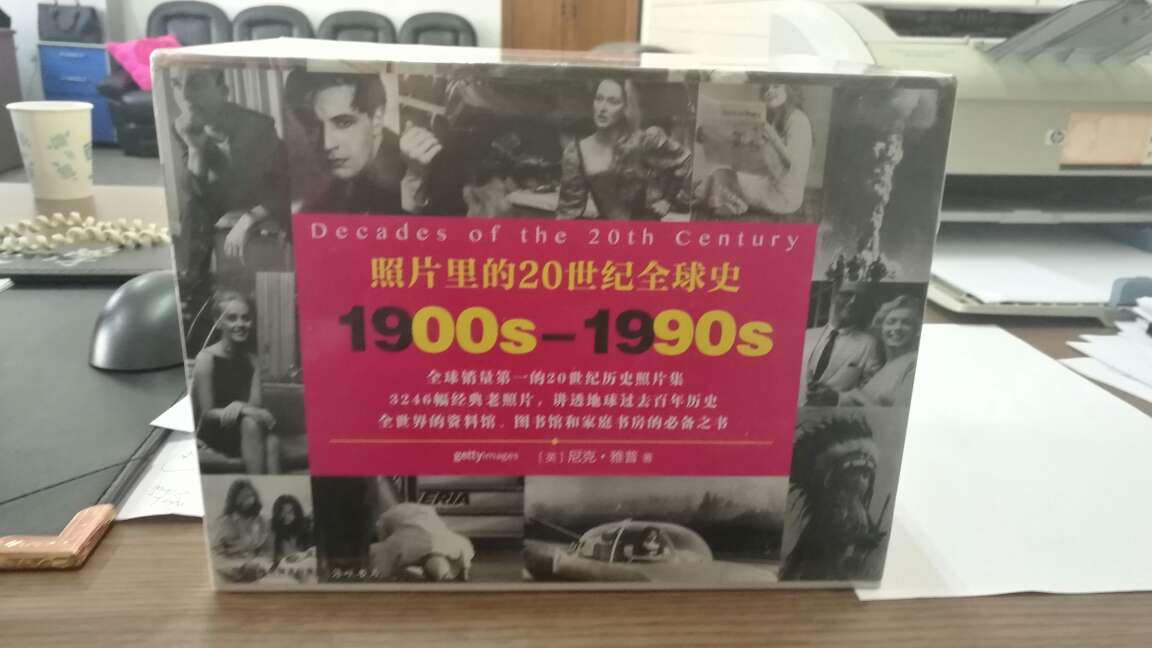 Decades of the 20th Century
照片里的20世纪全球史
1900s–1990s
全球销量第一的20世纪历史照片集
3246幅经典老照片，讲透地球过去百年历史
全世界的资料馆、图书馆和家庭书房的必备之书
gettyimages [英] 尼克·雅普 著
ERIA
hp